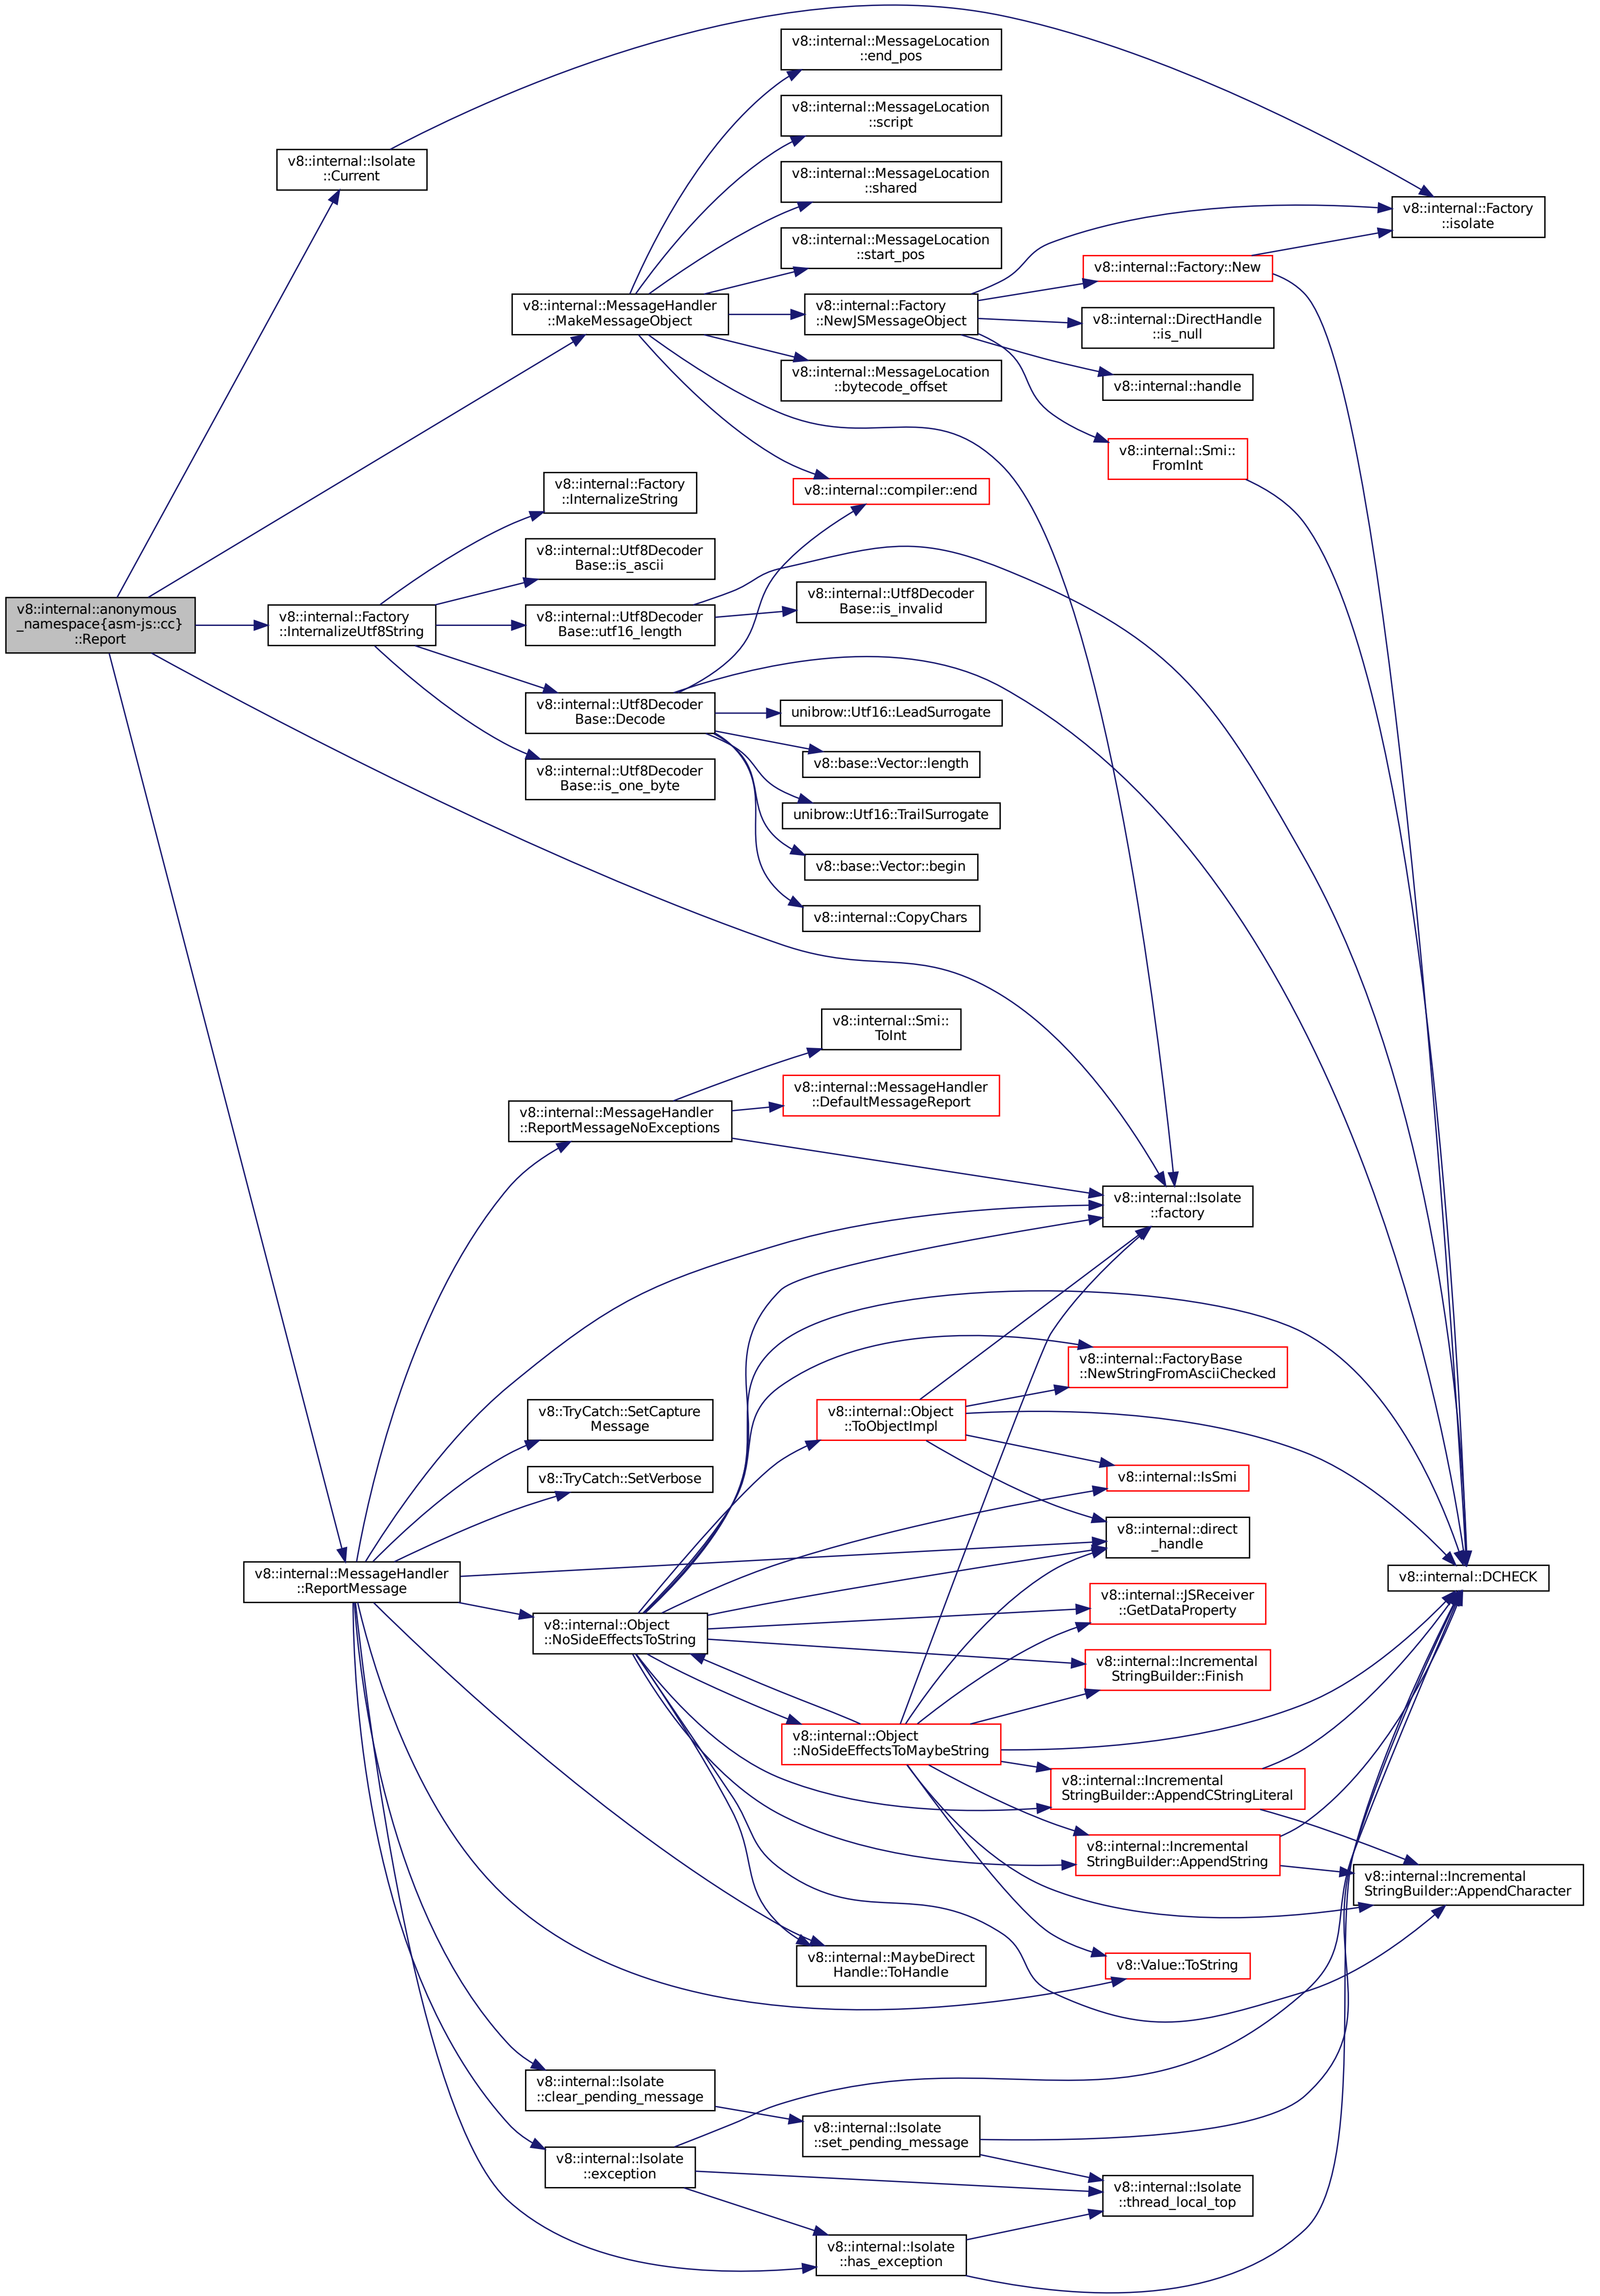 v8::internal::MessageLocation
::end_pos
v8::internal::MessageLocation
::script
v8::internal::Isolate
::Current
v8::internal::MessageLocation
::shared
v8::internal::Factory
::isolate
v8::internal::MessageLocation
::start_pos
v8::internal::Factory::New
v8::internal::MessageHandler
::MakeMessageObject
v8::internal::Factory
::NewJSMessageObject
v8::internal::DirectHandle
::is_null
v8::internal::MessageLocation
::bytecode_offset
v8::internal::handle
v8::internal::Smi::
FromInt
v8::internal::Factory
::InternalizeString
v8::internal::compiler::end
v8::internal::Utf8Decoder
Base::is_ascii
v8::internal::anonymous
_namespace{asm-js::cc}
::Report
v8::internal::Factory
::InternalizeUtf8String
v8::internal::Utf8Decoder
Base::utf16_length
v8::internal::Utf8Decoder
Base::is_invalid
v8::internal::Utf8Decoder
Base::Decode
unibrow::Utf16::LeadSurrogate
v8::base::Vector::length
v8::internal::Utf8Decoder
Base::is_one_byte
unibrow::Utf16::TrailSurrogate
v8::base::Vector::begin
v8::internal::CopyChars
v8::internal::Smi::
ToInt
v8::internal::MessageHandler
::DefaultMessageReport
v8::internal::MessageHandler
::ReportMessageNoExceptions
v8::internal::Isolate
::factory
v8::internal::FactoryBase
::NewStringFromAsciiChecked
v8::TryCatch::SetCapture
Message
v8::internal::Object
::ToObjectImpl
v8::TryCatch::SetVerbose
v8::internal::IsSmi
v8::internal::direct
_handle
v8::internal::MessageHandler
::ReportMessage
v8::internal::DCHECK
v8::internal::Object
::NoSideEffectsToString
v8::internal::JSReceiver
::GetDataProperty
v8::internal::Incremental
StringBuilder::Finish
v8::internal::Object
::NoSideEffectsToMaybeString
v8::internal::Incremental
StringBuilder::AppendCStringLiteral
v8::internal::Incremental
StringBuilder::AppendString
v8::internal::Incremental
StringBuilder::AppendCharacter
v8::internal::MaybeDirect
Handle::ToHandle
v8::Value::ToString
v8::internal::Isolate
::clear_pending_message
v8::internal::Isolate
::set_pending_message
v8::internal::Isolate
::exception
v8::internal::Isolate
::thread_local_top
v8::internal::Isolate
::has_exception